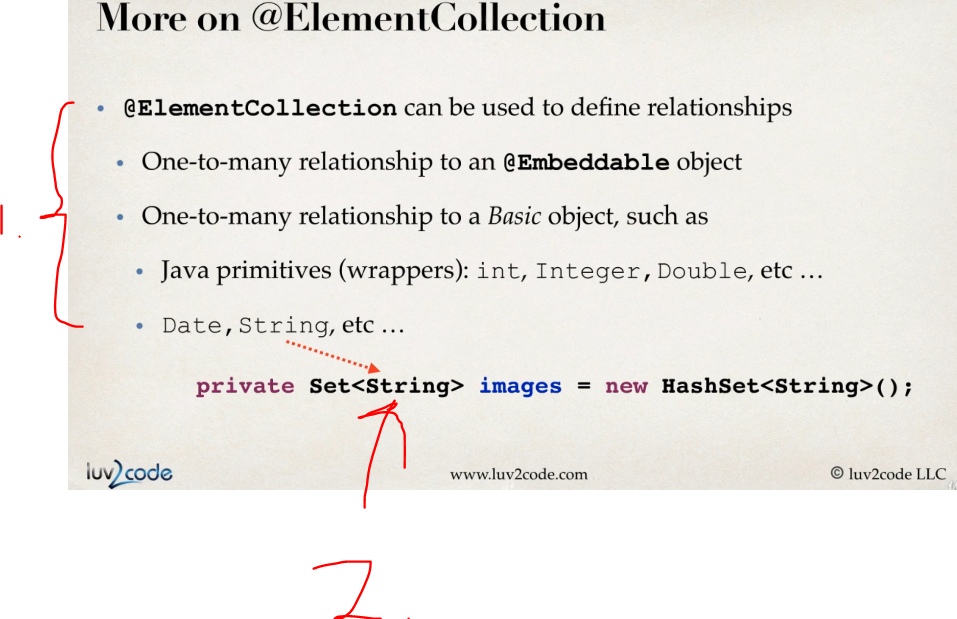 More on @ElementCollection
• @ElementCollection can be used to define relationships
• One-to-many relationship to an @Embeddable object
• One-to-many relationship to a Basic object, such as
1.
• Java primitives (wrappers): int, Integer, Double, etc …
• Date, String, etc …
private Set<String> images = new HashSet<String>();
luv2code
www.luv2code.com
© luv2code LLC
2.